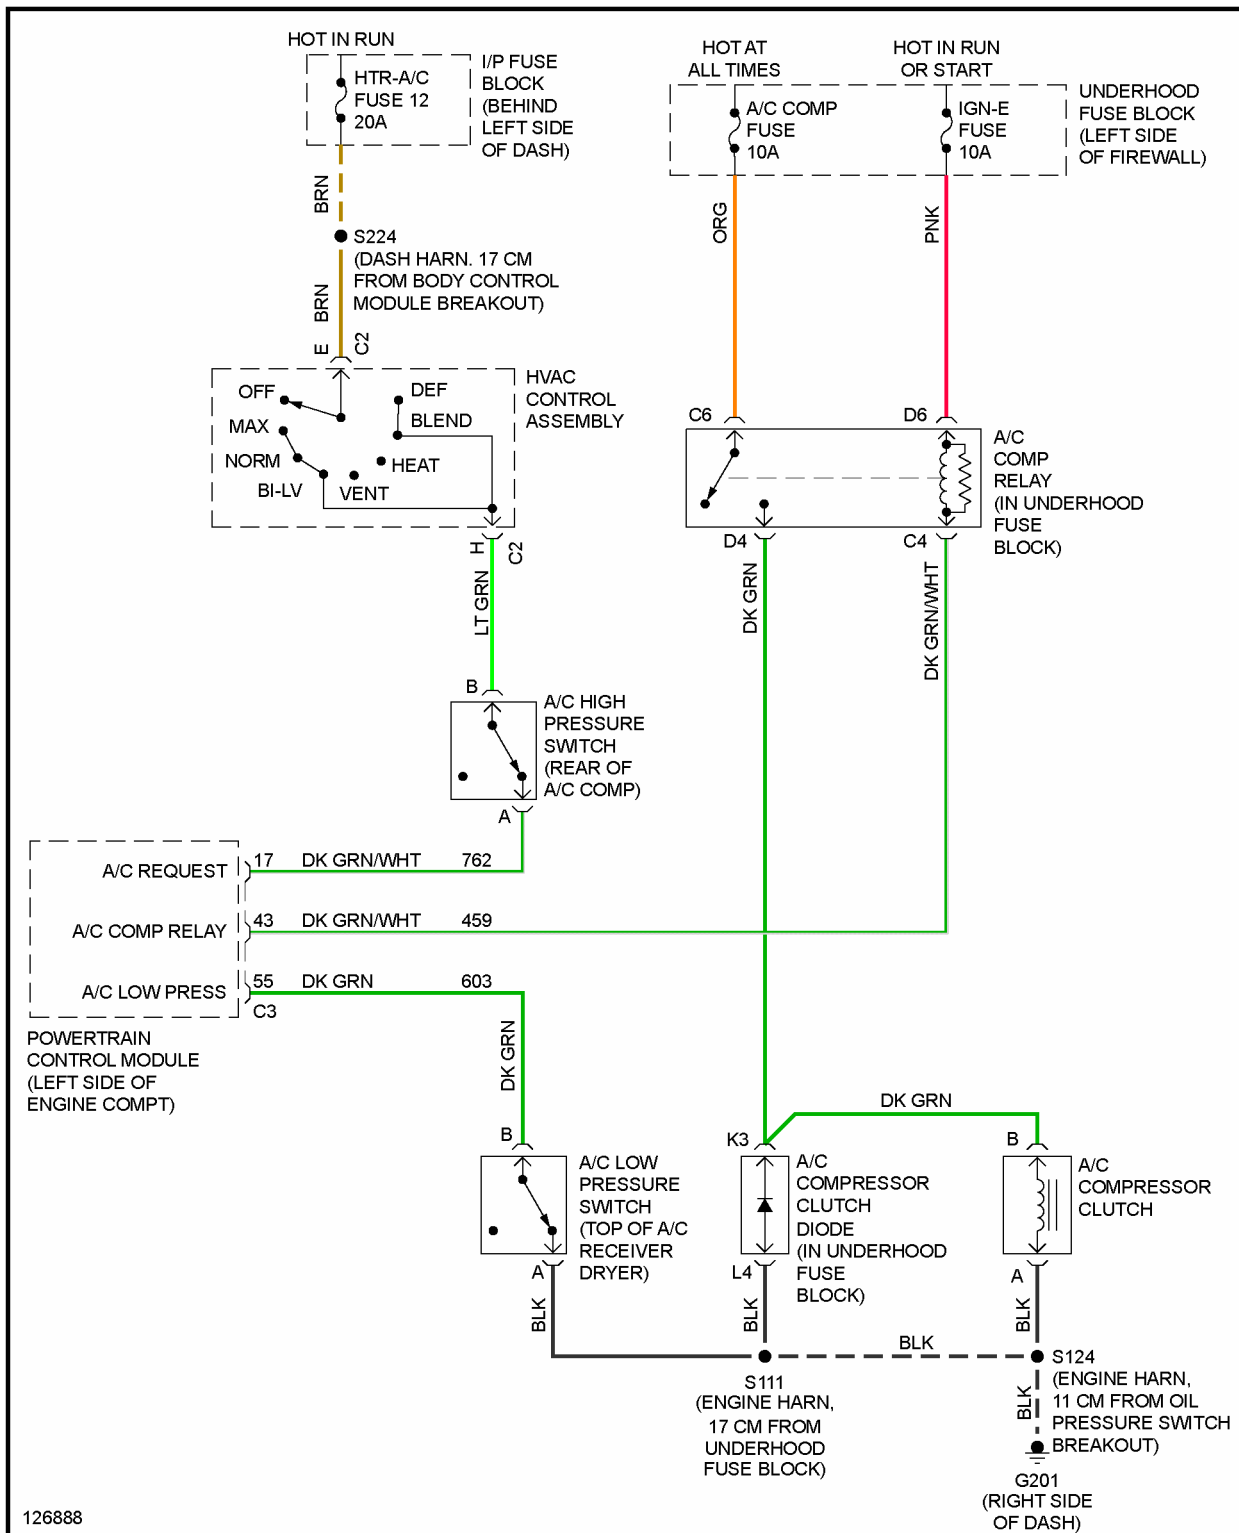 HOT IN RUN
HTR-A/C
FUSE 12
20A
I/P FUSE
BLOCK
(BEHIND
LEFT SIDE
OF DASH)
HOT AT
ALL TIMES
HOT IN RUN
OR START
A/C COMP
FUSE
10A
IGN-E
FUSE
10A
UNDERHOOD
FUSE BLOCK
(LEFT SIDE
OF FIREWALL)
BRN
S224
(DASH HARN. 17 CM
FROM BODY CONTROL
MODULE BREAKOUT)
BRN
E
C2
ORG
PNK
HVAC
CONTROL
ASSEMBLY
OFF
MAX
NORM
BI-LV
VENT
HEAT
BLEND
DEF
H
C2
C6
D6
A/C
COMP
RELAY
(IN UNDERHOOD
FUSE
BLOCK)
D4
C4
LT GRN
DK GRN
DK GRN/WHT
B
A/C HIGH
PRESSURE
SWITCH
(REAR OF
A/C COMP)
A
A/C REQUEST
17
DK GRN/WHT
762
A/C COMP RELAY
43
DK GRN/WHT
459
A/C LOW PRESS
55
DK GRN
603
C3
POWERTRAIN
CONTROL MODULE
(LEFT SIDE OF
ENGINE COMPT)
DK GRN
DK GRN
B
A/C LOW
PRESSURE
SWITCH
(TOP OF A/C
RECEIVER
DRYER)
A
K3
A/C
COMPRESSOR
CLUTCH
DIODE
(IN UNDERHOOD
FUSE
BLOCK)
L4
B
A/C
COMPRESSOR
CLUTCH
A
BLK
BLK
BLK
BLK
S111
(ENGINE HARN,
17 CM FROM
UNDERHOOD
FUSE BLOCK)
S124
(ENGINE HARN,
11 CM FROM OIL
PRESSURE SWITCH
BREAKOUT)
BLK
G201
(RIGHT SIDE
OF DASH)
126888